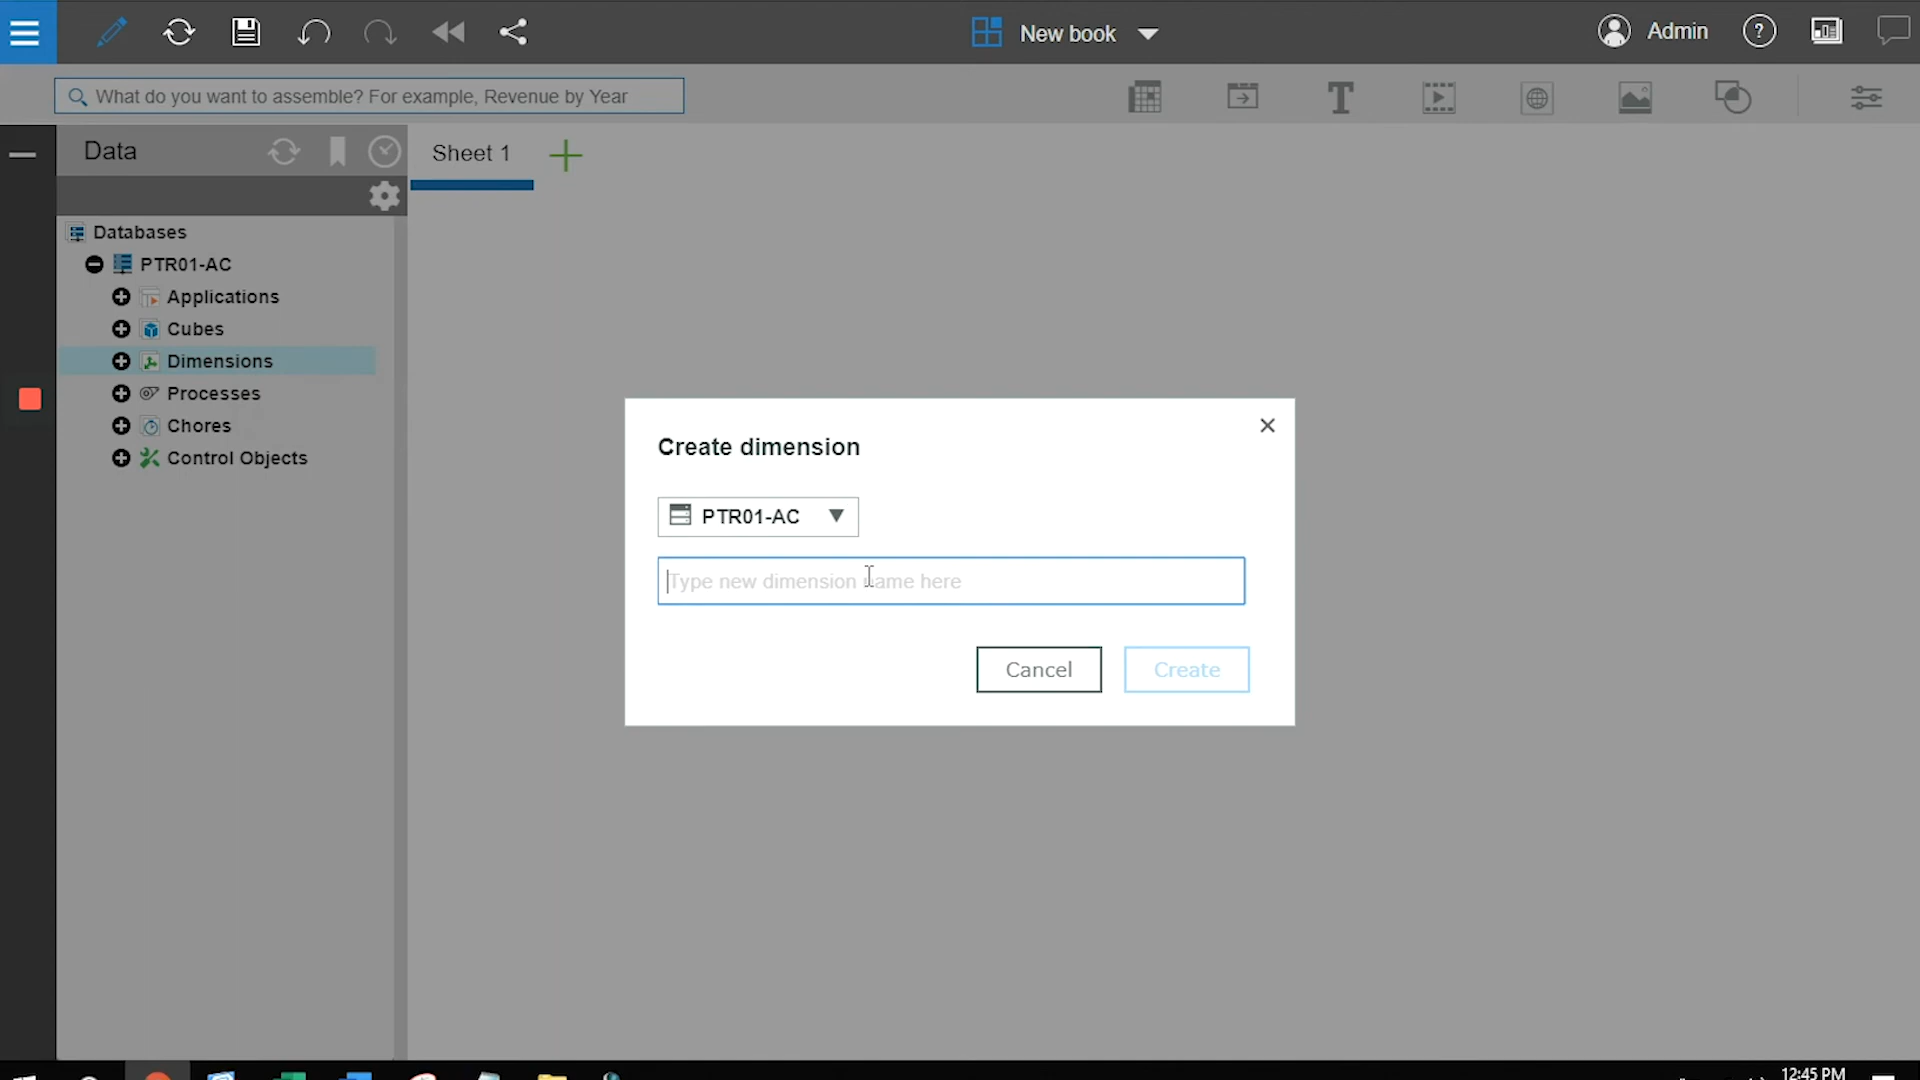 New book
Admin
What do you want to assemble? For example, Revenue by Year
Data
Sheet 1
Databases
PTR01-AC
Applications
Cubes
Dimensions
Processes
Chores
Control Objects
Create dimension
PTR01-AC
Type new dimension name here
Cancel
Create
12:45 PM